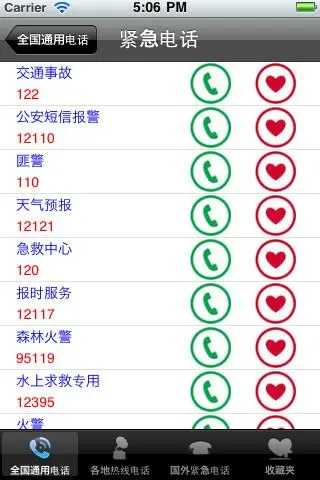 Carrier 5:06 PM
全国通用电话 紧急电话
交通事故
122
公安短信报警
12110
匪警
110
天气预报
12121
急救中心
120
报时服务
12117
森林火警
95119
水上求救专用
12395
火警
全国通用电话 各地热线电话 国外紧急电话 收藏夹